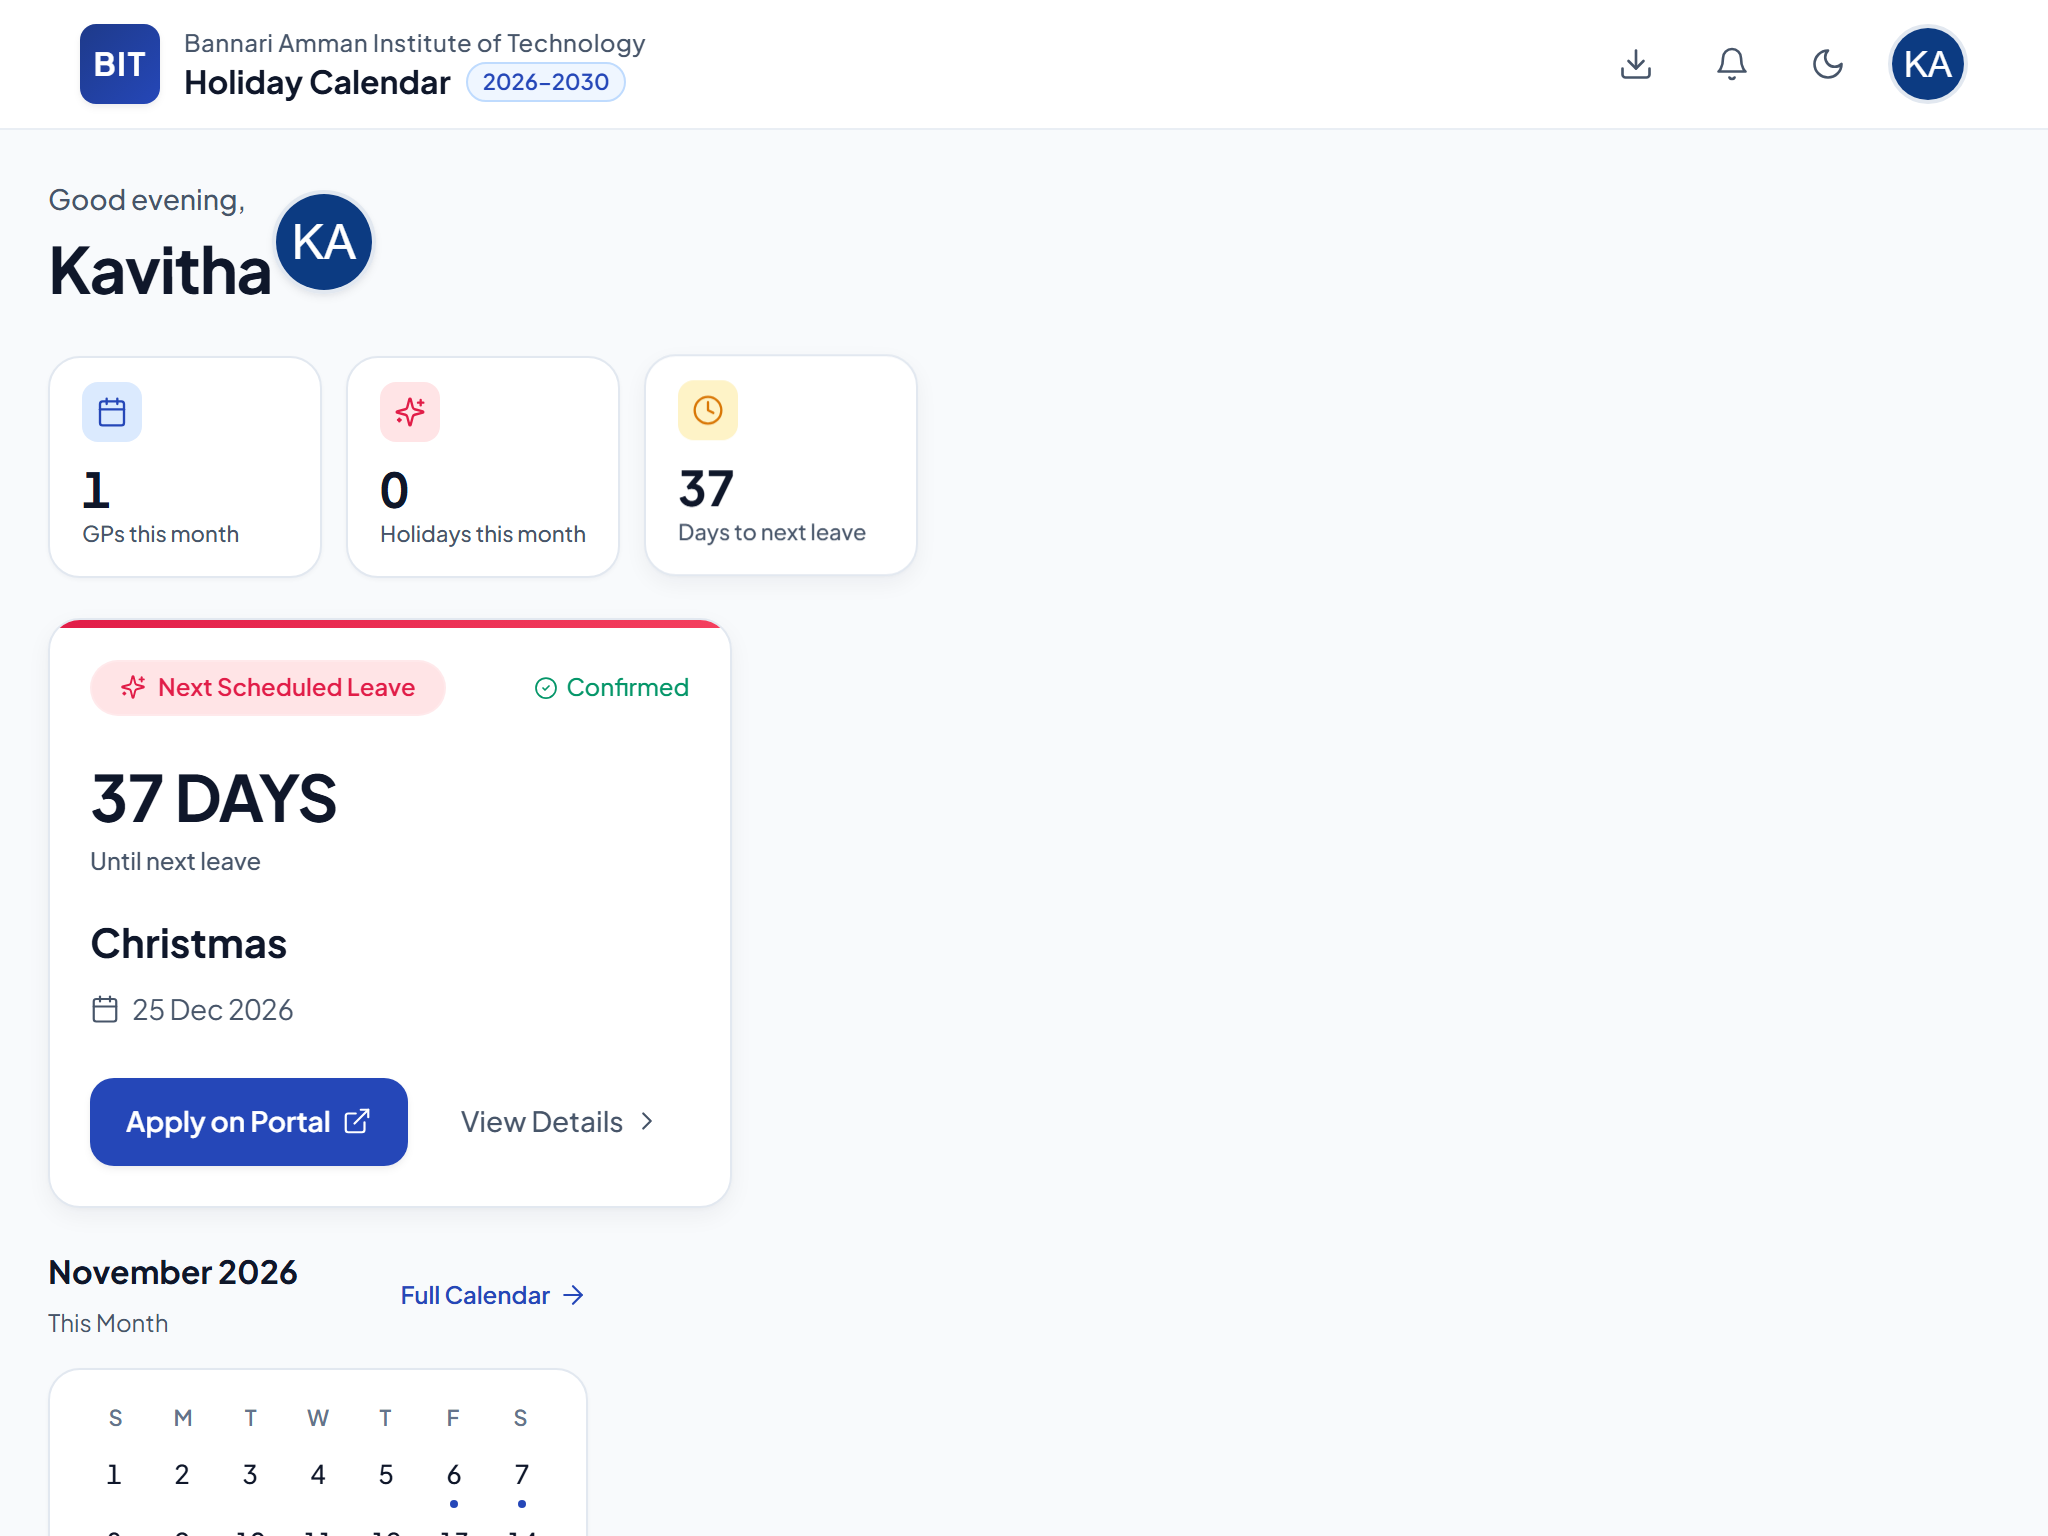 BIT
Bannari Amman Institute of Technology
Holiday Calendar 2026–2030
KA
Good evening,
Kavitha
KA
1
GPs this month
0
Holidays this month
37
Days to next leave
Next Scheduled Leave
Confirmed
37 DAYS
Until next leave
Christmas
25 Dec 2026
Apply on Portal
View Details
November 2026
Full Calendar
This Month
S M T W T F S
1 2 3 4 5 6 7